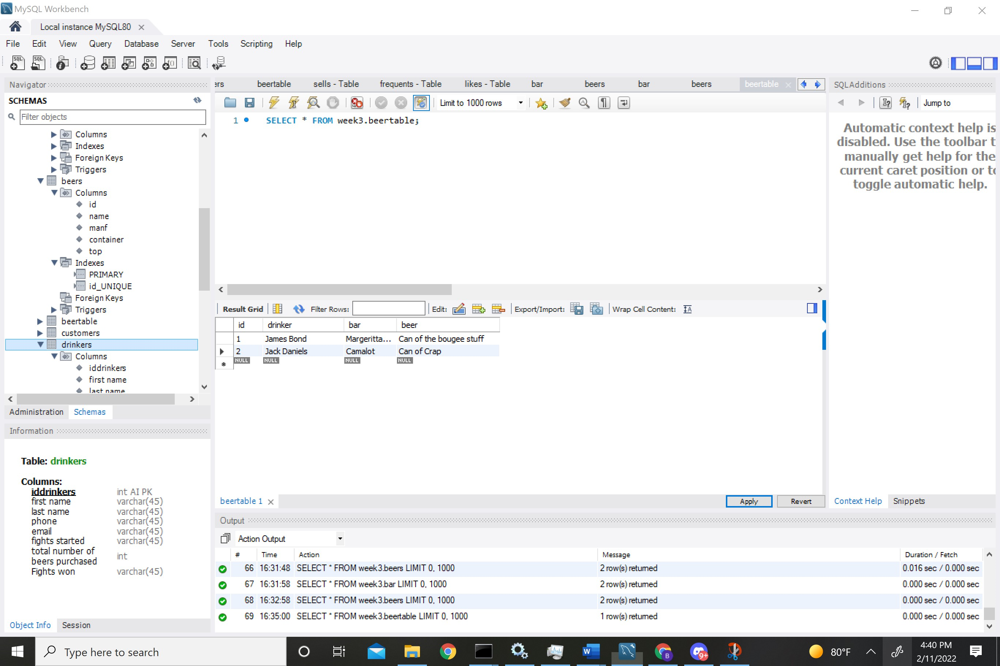 MySQL Workbench
Local instance MySQL80
File Edit View Query Database Server Tools Scripting Help
Navigator
SCHEMAS
Filter objects
Columns
Indexes
Foreign Keys
Triggers
beers
Columns
id
name
manf
container
top
Indexes
PRIMARY
id_UNIQUE
Foreign Keys
Triggers
beertable
customers
drinkers
Columns
iddrinkers
first name
last name
Administration Schemas
Information
Table: drinkers
Columns:
iddrinkers int AI PK
first name varchar(45)
last name varchar(45)
phone varchar(45)
email varchar(45)
fights started varchar(45)
total number of
beers purchased int
Fights won varchar(45)
Object Info Session
ers beertable sells - Table frequents - Table likes - Table bar beers bar beers beertable
Limit to 1000 rows
1 SELECT * FROM week3.beertable;
Result Grid Filter Rows: Edit: Export/Import: Wrap Cell Content:
id drinker bar beer
1 James Bond Margeritta... Can of the bougee stuff
2 Jack Daniels Camalot Can of Crap
NULL NULL NULL NULL
beertable 1 Apply Revert
SQLAdditions
Jump to
Automatic context help is
disabled. Use the toolbar t
manually get help for the
current caret position or to
toggle automatic help.
Context Help Snippets
Output
Action Output
# Time Action Message Duration / Fetch
66 16:31:48 SELECT * FROM week3.beers LIMIT 0, 1000 2 row(s) returned 0.016 sec / 0.000 sec
67 16:31:58 SELECT * FROM week3.bar LIMIT 0, 1000 2 row(s) returned 0.000 sec / 0.000 sec
68 16:32:58 SELECT * FROM week3.beers LIMIT 0, 1000 2 row(s) returned 0.000 sec / 0.000 sec
69 16:35:00 SELECT * FROM week3.beertable LIMIT 0, 1000 1 row(s) returned 0.000 sec / 0.000 sec
Type here to search
B
9+
80°F
4:40 PM
2/11/2022